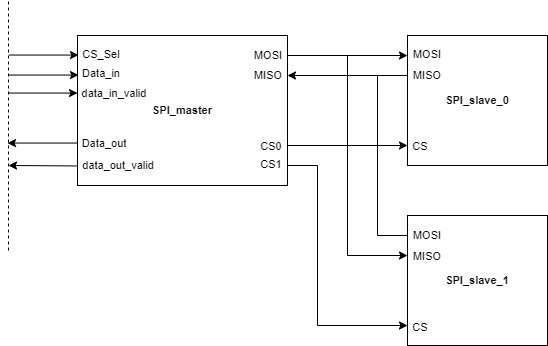 CS_Sel
Data_in
data_in_valid
SPI_master
Data_out
data_out_valid
MOSI
MISO
CS0
CS1
MOSI
MISO
SPI_slave_0
CS
MOSI
MISO
SPI_slave_1
CS